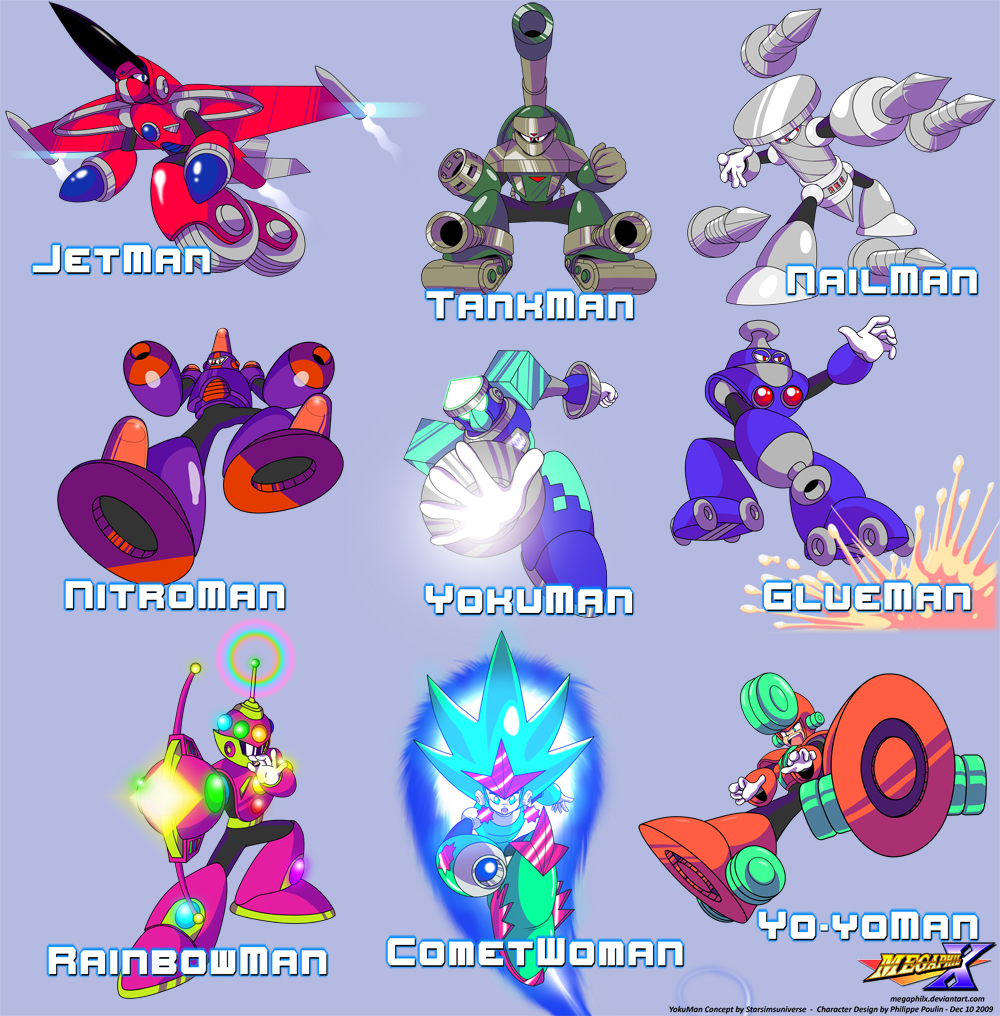 JetMan
TankMan
NailMan
NitroMan
YokuMan
GlueMan
RainbowMan
CometWoman
Yo-yoMan
MEGAPHILX
megaphilx.deviantart.com
YokuMan Concept by Starsimsuniverse - Character Design by Philippe Poulin - Dec 10 2009